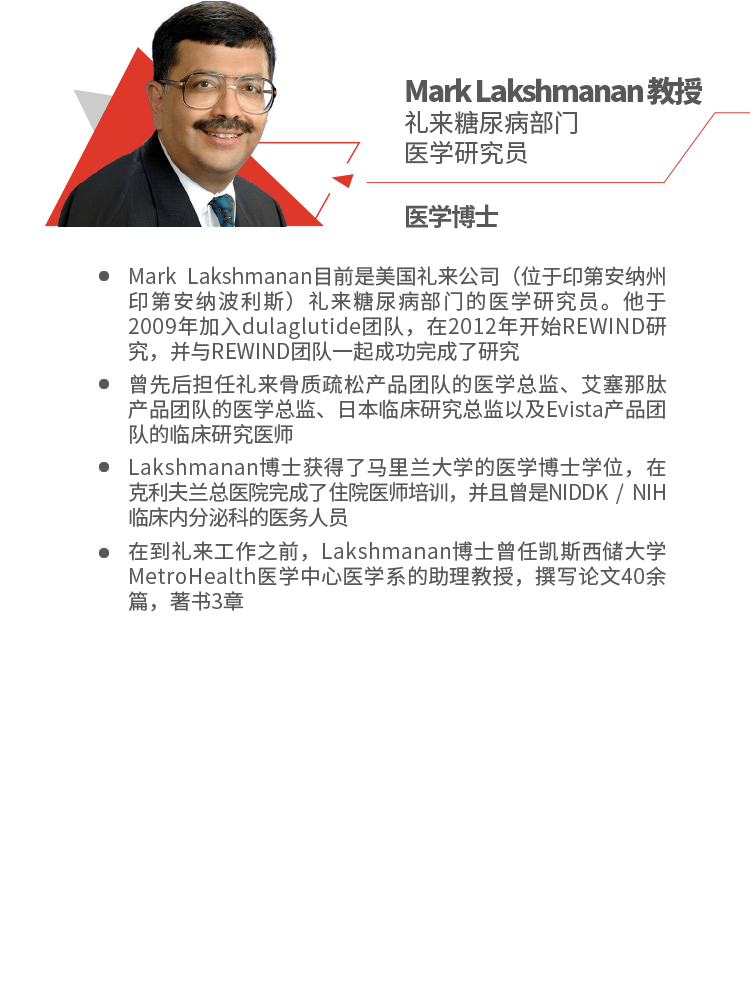 Mark Lakshmanan 教授
礼来糖尿病部门
医学研究员
医学博士
Mark Lakshmanan目前是美国礼来公司（位于印第安纳州
印第安纳波利斯）礼来糖尿病部门的医学研究员。他于
2009年加入dulaglutide团队，在2012年开始REWIND研
究，并与REWIND团队一起成功完成了研究
曾先后担任礼来骨质疏松产品团队的医学总监、艾塞那肽
产品团队的医学总监、日本临床研究总监以及Evista产品团
队的临床研究医师
Lakshmanan博士获得了马里兰大学的医学博士学位，在
克利夫兰总医院完成了住院医师培训，并且曾是NIDDK / NIH
临床内分泌科的医务人员
在到礼来工作之前，Lakshmanan博士曾任凯斯西储大学
MetroHealth医学中心医学系的助理教授，撰写论文40余
篇，著书3章